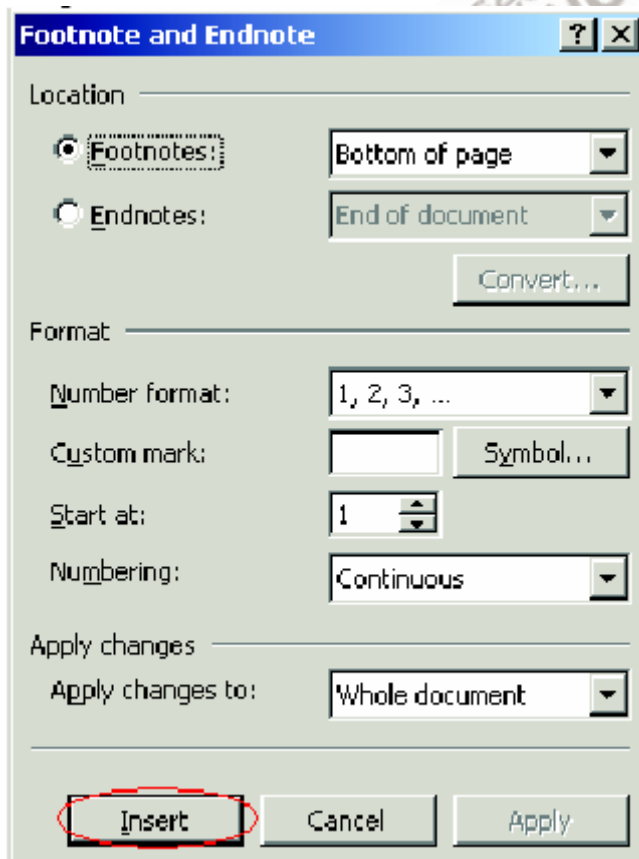 Footnote and Endnote
Location
Footnotes: Bottom of page
Endnotes: End of document
Convert...
Format
Number format: 1, 2, 3, ...
Custom mark: Symbol...
Start at: 1
Numbering: Continuous
Apply changes
Apply changes to: Whole document
Insert Cancel Apply